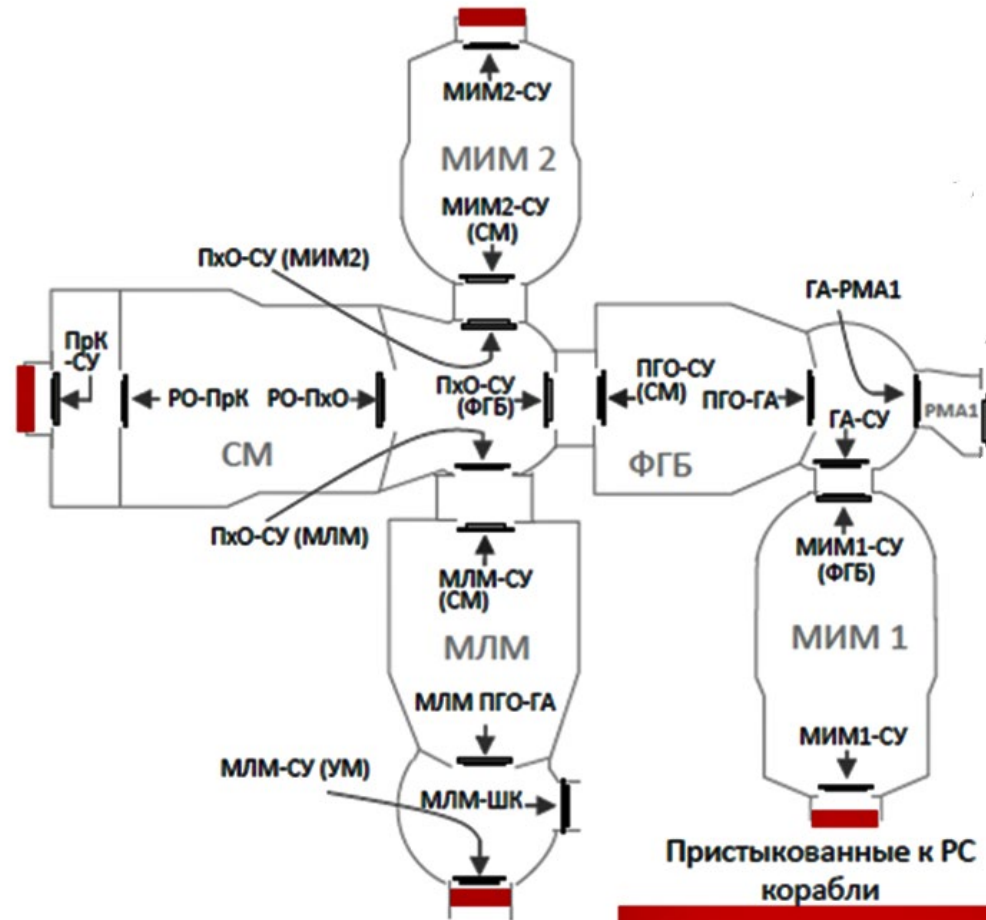 МИМ2-СУ
МИМ 2
МИМ2-СУ
(СМ)
ПхО-СУ (МИМ2)
ГА-РМА1
ПрК
-СУ
РО-ПрК
РО-ПхО
ПхО-СУ
(ФГБ)
ПГО-СУ
(СМ)
ПГО-ГА
ГА-СУ
РМА1
СМ
ФГБ
ПхО-СУ (МЛМ)
МЛМ-СУ
(СМ)
МИМ1-СУ
(ФГБ)
МЛМ
МИМ 1
МЛМ ПГО-ГА
МИМ1-СУ
МЛМ-СУ (УМ)
МЛМ-ШК
Пристыкованные к РС
корабли